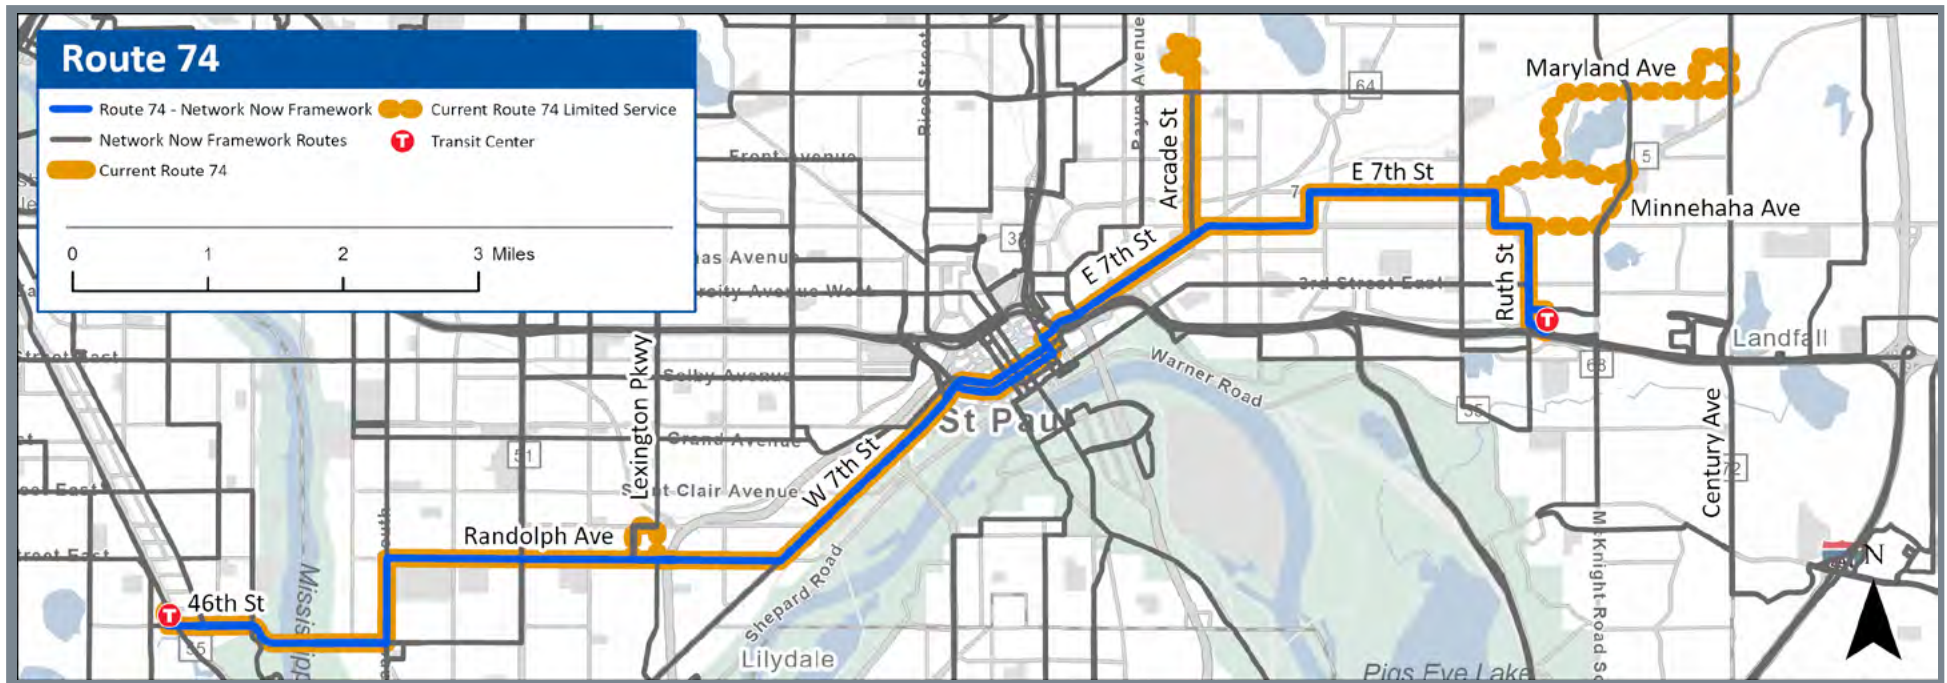 Route 74
Route 74 - Network Now Framework
Current Route 74 Limited Service
Network Now Framework Routes
T
Transit Center
Current Route 74
0 1 2 3 Miles
Maryland Ave
64
Payne Avenue
Rice Street
Arcade St
Front Avenue
5
E 7th St
7
Minnehaha Ave
E 7th St
Ruth St
3rd Street East
T
Landfall
68
Lexington Pkwy
Selby Avenue
Warner Road
St Paul
Grand Avenue
W 7th St
51
Saint Clair Avenue
Century Ave
72
Randolph Ave
Shepard Road
McKnight Road So
N
Mississippi
T
46th St
55
Lilydale
Pigs Eye Lake